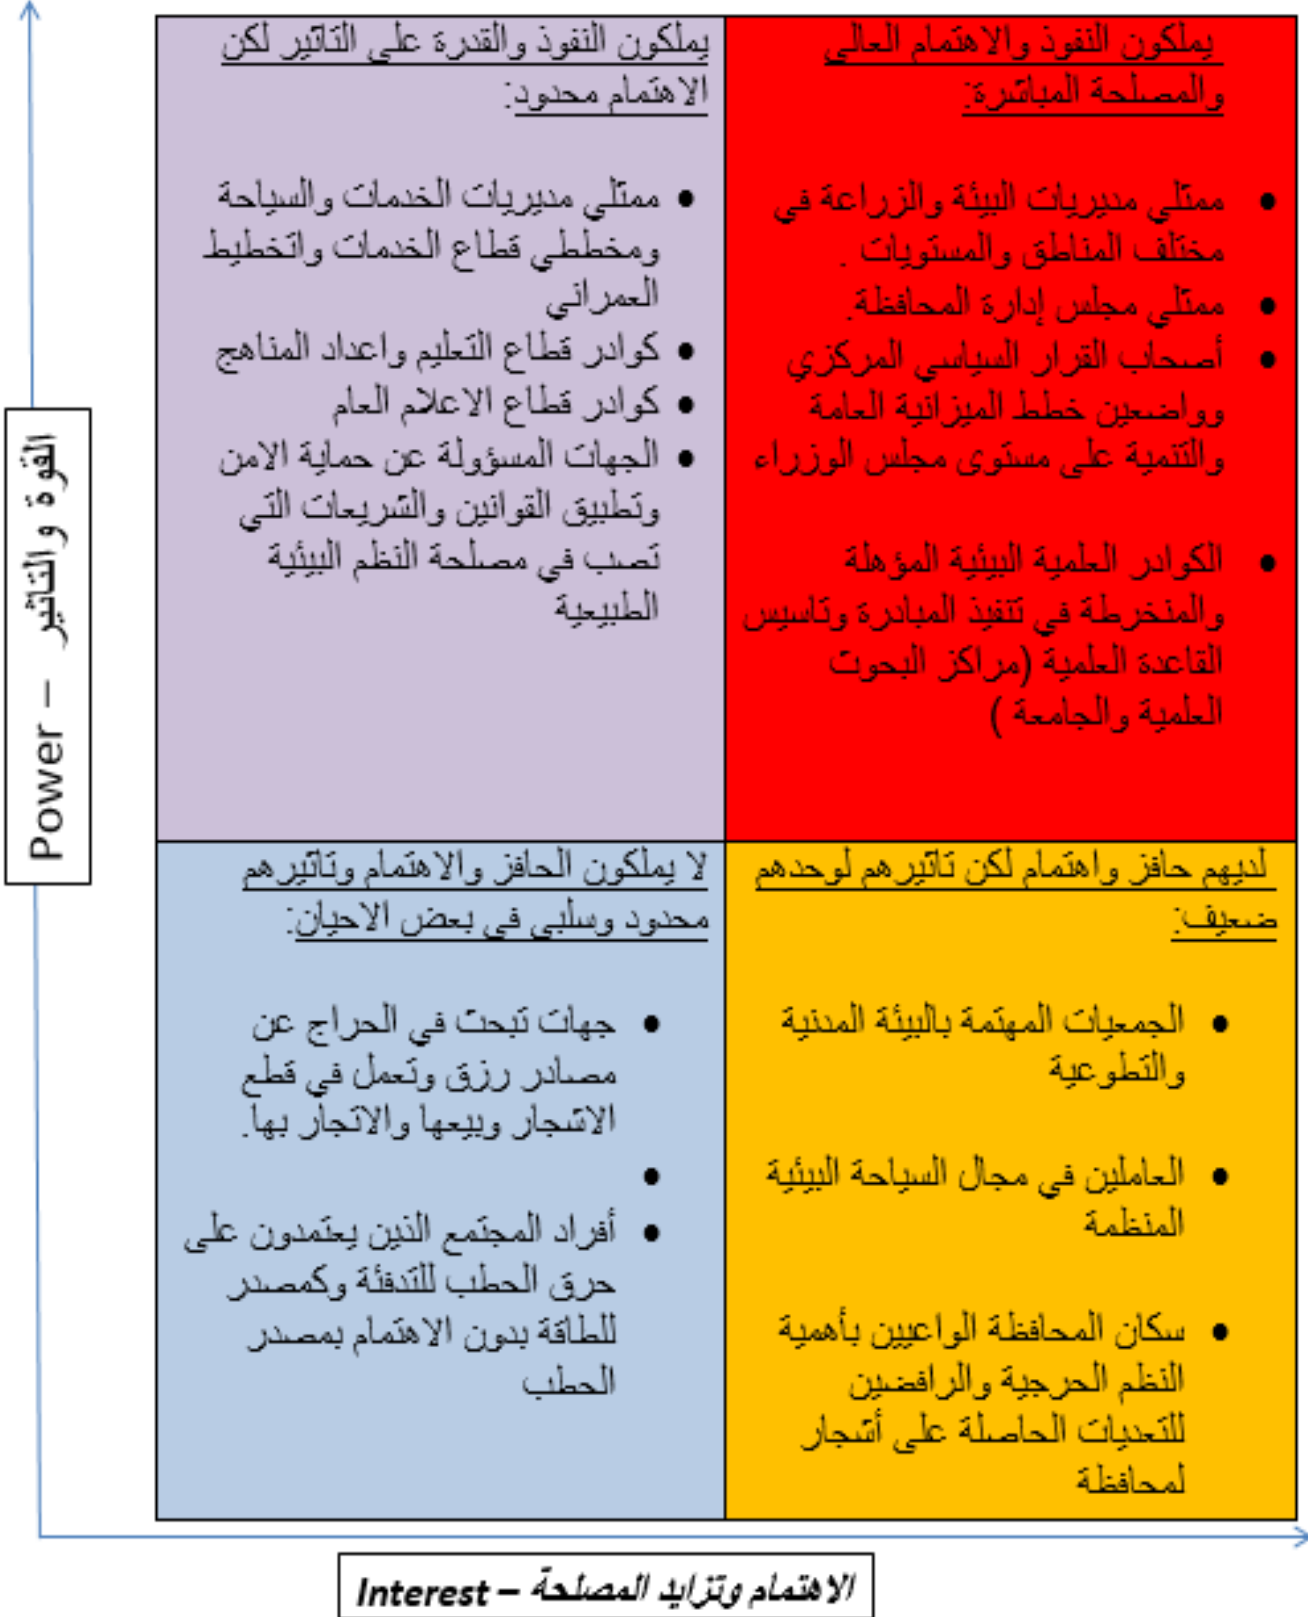 يملكون النفوذ والاهتمام العالي
والمصلحة المباشرة:
• ممثلي مديريات البيئة والزراعة في
مختلف المناطق والمستويات .
• ممثلي مجلس إدارة المحافظة.
• أصحاب القرار السياسي المركزي
وواضعين خطط الميزانية العامة
والتنمية على مستوى مجلس الوزراء
• الكوادر العلمية البيئية المؤهلة
والمنخرطة في تنفيذ المبادرة وتاسيس
القاعدة العلمية (مراكز البحوث
العلمية والجامعة )
يملكون النفوذ والقدرة على التاثير لكن
الاهتمام محدود:
• ممثلي مديريات الخدمات والسياحة
ومخططي قطاع الخدمات واتخطيط
العمراني
• كوادر قطاع التعليم واعداد المناهج
• كوادر قطاع الاعلام العام
• الجهات المسؤولة عن حماية الامن
وتطبيق القوانين والشريعات التي
تصب في مصلحة النظم البيئية
الطبيعية
القوة والتاثير – Power
لديهم حافز واهتمام لكن تاثيرهم لوحدهم
ضعيف:
• الجمعيات المهتمة بالبيئة المدنية
والتطوعية
• العاملين في مجال السياحة البيئية
المنظمة
• سكان المحافظة الواعيين بأهمية
النظم الحرجية والرافضين
للتعديات الحاصلة على أشجار
لمحافظة
لا يملكون الحافز والاهتمام وتاثيرهم
محدود وسلبي في بعض الاحيان:
• جهات تبحث في الحراج عن
مصادر رزق وتعمل في قطع
الاشجار وبيعها والاتجار بها.
•
• أفراد المجتمع الذين يعتمدون على
حرق الحطب للتدفئة وكمصدر
للطاقة بدون الاهتمام بمصدر
الحطب
الاهتمام وتزايد المصلحة – Interest